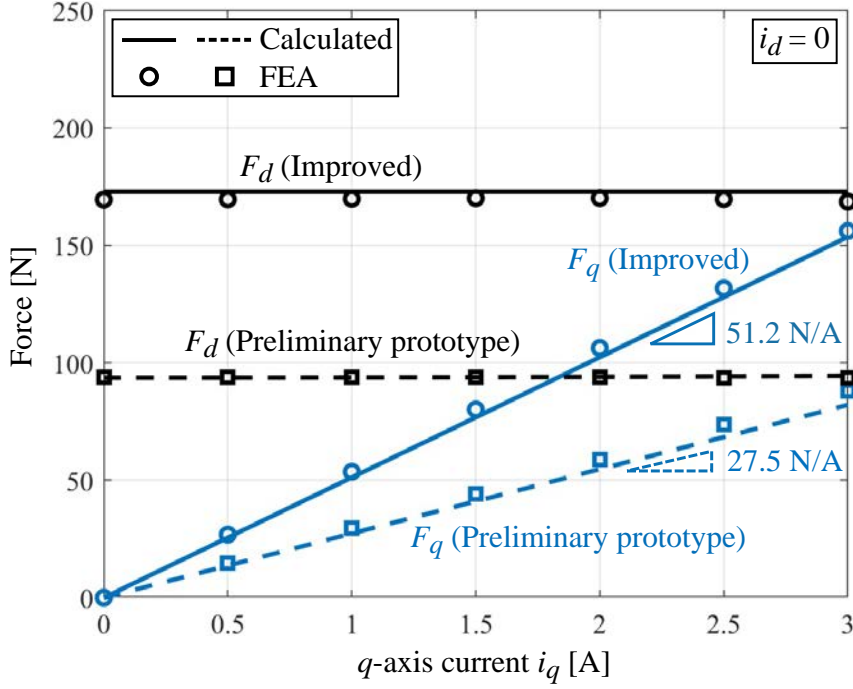 250
200
150
100
50
0
Force [N]
Calculated
FEA
i_d = 0
F_d (Improved)
F_q (Improved)
51.2 N/A
F_d (Preliminary prototype)
27.5 N/A
F_q (Preliminary prototype)
0 0.5 1 1.5 2 2.5 3
q-axis current i_q [A]